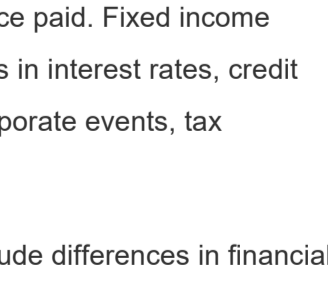 ce paid. Fixed income
s in interest rates, credit
porate events, tax
ude differences in financial